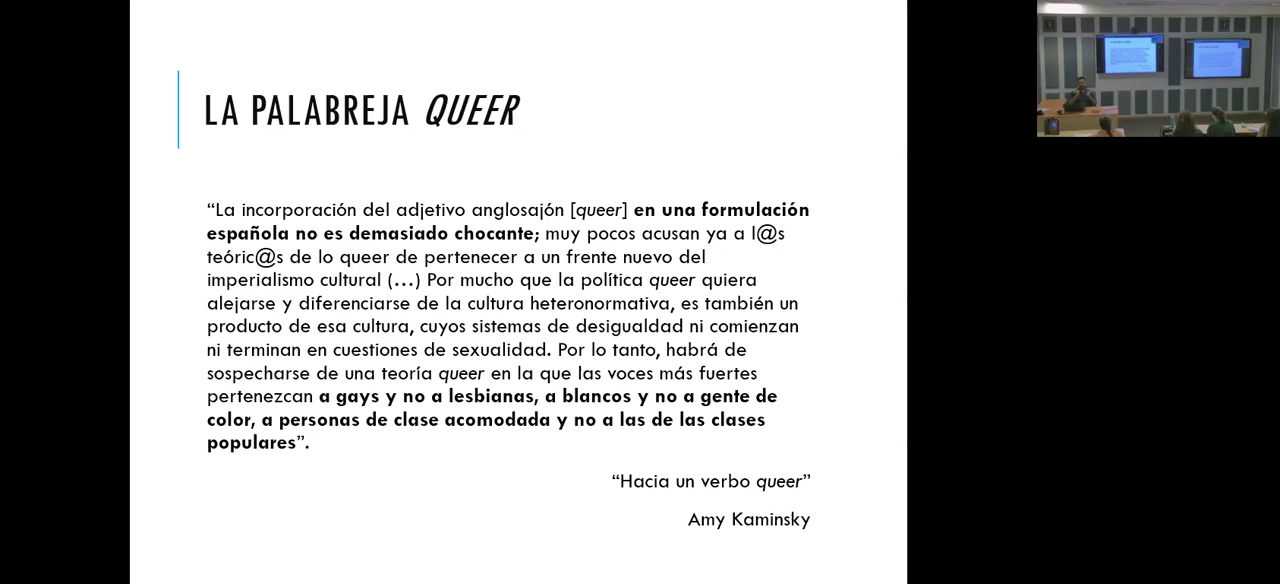 LA PALABREJA QUEER
“La incorporación del adjetivo anglosajón [queer] en una formulación
española no es demasiado chocante; muy pocos acusan ya a l@s
teóric@s de lo queer de pertenecer a un frente nuevo del
imperialismo cultural (…) Por mucho que la política queer quiera
alejarse y diferenciarse de la cultura heteronormativa, es también un
producto de esa cultura, cuyos sistemas de desigualdad ni comienzan
ni terminan en cuestiones de sexualidad. Por lo tanto, habrá de
sospecharse de una teoría queer en la que las voces más fuertes
pertenezcan a gays y no a lesbianas, a blancos y no a gente de
color, a personas de clase acomodada y no a las de las clases
populares”.
“Hacia un verbo queer”
Amy Kaminsky